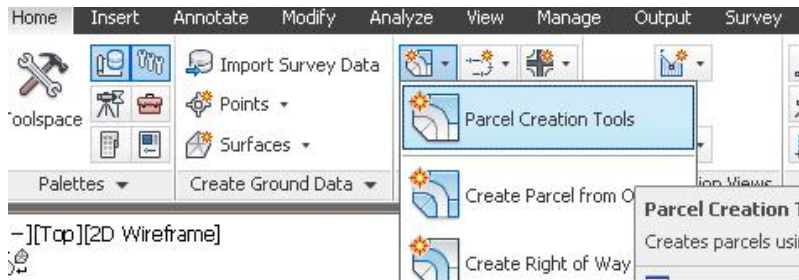 Home Insert Annotate Modify Analyze View Manage Output Survey
Import Survey Data
Toolspace Points
Surfaces
Parcel Creation Tools
Palettes Create Ground Data
Create Parcel from O
Parcel Creation T
Creates parcels usi
Create Right of Way
-][Top][2D Wireframe]